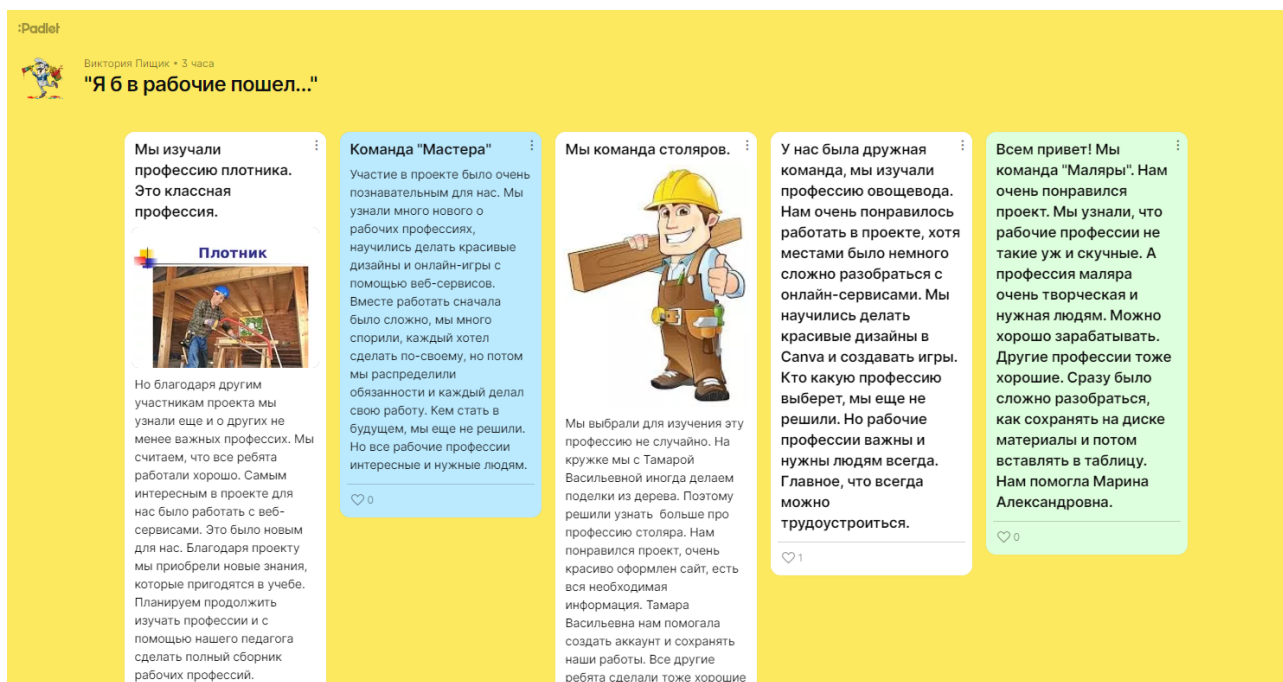 :Padlet
Виктория Пищик • 3 часа
"Я б в рабочие пошел..."
Мы изучали
профессию плотника.
Это классная
профессия.
Плотник
Но благодаря другим
участникам проекта мы
узнали еще и о других не
менее важных профессих. Мы
считаем, что все ребята
работали хорошо. Самым
интересным в проекте для
нас было работать с веб-
сервисами. Это было новым
для нас. Благодаря проекту
мы приобрели новые знания,
которые пригодятся в учебе.
Планируем продолжить
изучать профессии и с
помощью нашего педагога
сделать полный сборник
рабочих профессий.
Команда "Мастера"
Участие в проекте было очень
познавательным для нас. Мы
узнали много нового о
рабочих профессиях,
научились делать красивые
дизайны и онлайн-игры с
помощью веб-сервисов.
Вместе работать сначала
было сложно, мы много
спорили, каждый хотел
сделать по-своему, но потом
мы распределили
обязанности и каждый делал
свою работу. Кем стать в
будущем, мы еще не решили.
Но все рабочие профессии
интересные и нужные людям.
0
Мы команда столяров.
Мы выбрали для изучения эту
профессию не случайно. На
кружке мы с Тамарой
Васильевной иногда делаем
поделки из дерева. Поэтому
решили узнать больше про
профессию столяра. Нам
понравился проект, очень
красиво оформлен сайт, есть
вся необходимая
информация. Тамара
Васильевна нам помогала
создать аккаунт и сохранять
наши работы. Все другие
ребята сделали тоже хорошие
У нас была дружная
команда, мы изучали
профессию овощевода.
Нам очень понравилось
работать в проекте, хотя
местами было немного
сложно разобраться с
онлайн-сервисами. Мы
научились делать
красивые дизайны в
Canva и создавать игры.
Кто какую профессию
выберет, мы еще не
решили. Но рабочие
профессии важны и
нужны людям всегда.
Главное, что всегда
можно
трудоустроиться.
1
Всем привет! Мы
команда "Маляры". Нам
очень понравился
проект. Мы узнали, что
рабочие профессии не
такие уж и скучные. А
профессия маляра
очень творческая и
нужная людям. Можно
хорошо зарабатывать.
Другие профессии тоже
хорошие. Сразу было
сложно разобраться,
как сохранять на диске
материалы и потом
вставлять в таблицу.
Нам помогла Марина
Александровна.
0